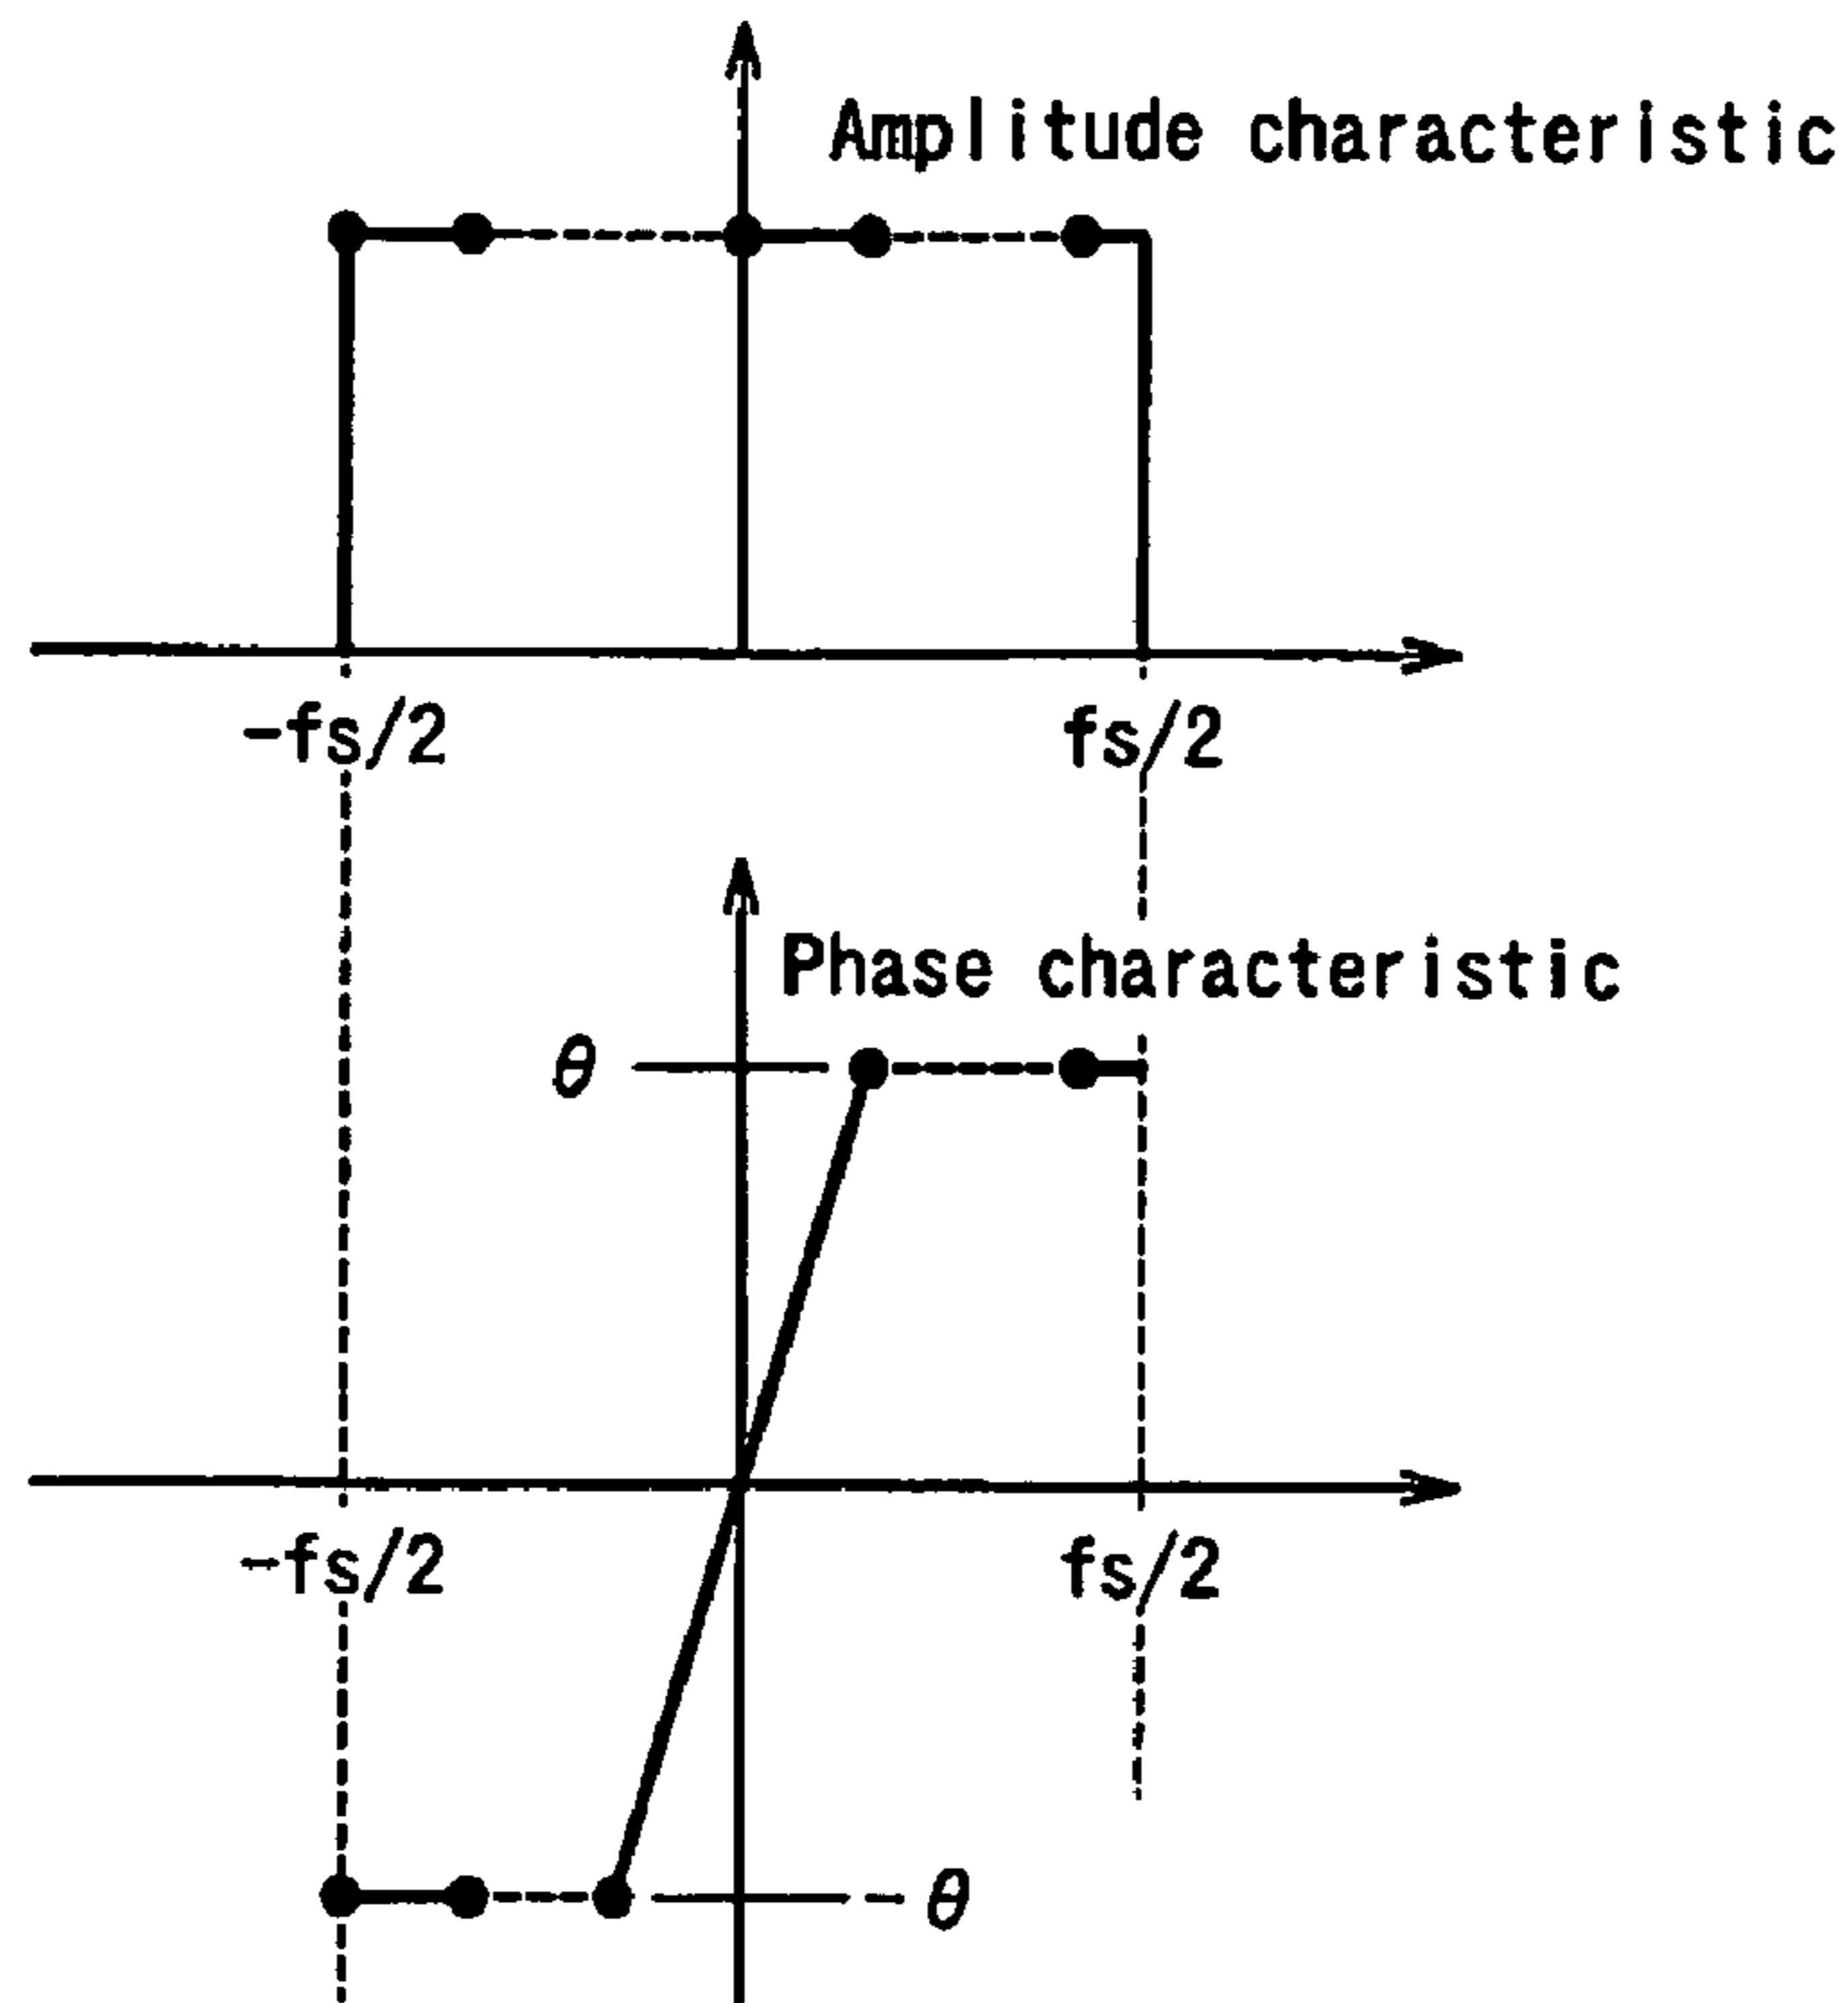 Amplitude characteristic
-fs/2
fs/2
Phase characteristic
θ
-fs/2
fs/2
-θ